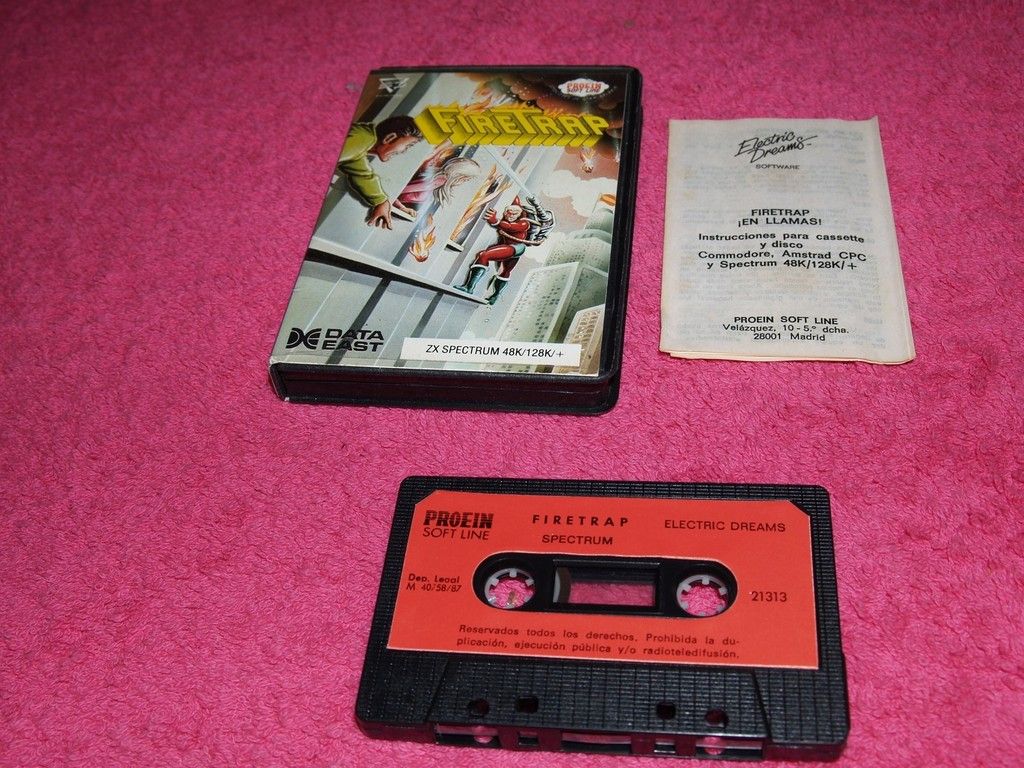 PROEIN
SOFT LINE
FIRETRAP
DATA
EAST
ZX SPECTRUM 48K/128K/+
Electric
Dreams
SOFTWARE
FIRETRAP
¡EN LLAMAS!
Instrucciones para cassette
y disco
Commodore, Amstrad CPC
y Spectrum 48K/128K/+
PROEIN SOFT LINE
Velázquez, 10 - 5.º dcha.
28001 Madrid
PROEIN
SOFT LINE
FIRETRAP
SPECTRUM
ELECTRIC DREAMS
Dep. Legal
M. 40758/87
21313
Reservados todos los derechos. Prohibida la du-
plicación, ejecución pública y/o radioteledifusión.